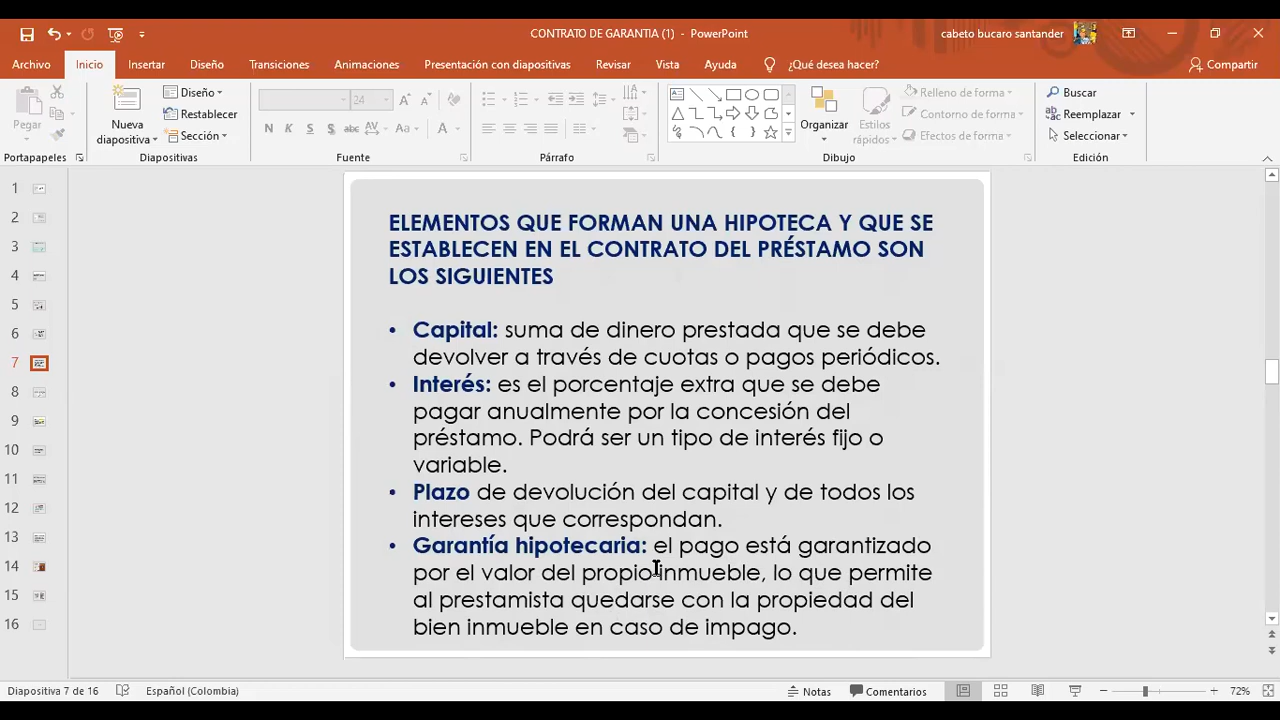 CONTRATO DE GARANTIA (1) - PowerPoint
cabeto bucaro santander
Archivo Inicio Insertar Diseño Transiciones Animaciones Presentación con diapositivas Revisar Vista Ayuda ¿Qué desea hacer? Compartir
Pegar
Nueva diapositiva
Diseño
Restablecer
Sección
24
N K S abc AV Aa A
Organizar
Estilos rápidos
Relleno de forma
Contorno de forma
Efectos de forma
Buscar
Reemplazar
Seleccionar
Portapapeles Diapositivas Fuente Párrafo Dibujo Edición
1
2
3
4
5
6
7
8
9
10
11
12
13
14
15
16
ELEMENTOS QUE FORMAN UNA HIPOTECA Y QUE SE
ESTABLECEN EN EL CONTRATO DEL PRÉSTAMO SON
LOS SIGUIENTES
• Capital: suma de dinero prestada que se debe
devolver a través de cuotas o pagos periódicos.
• Interés: es el porcentaje extra que se debe
pagar anualmente por la concesión del
préstamo. Podrá ser un tipo de interés fijo o
variable.
• Plazo de devolución del capital y de todos los
intereses que correspondan.
• Garantía hipotecaria: el pago está garantizado
por el valor del propio inmueble, lo que permite
al prestamista quedarse con la propiedad del
bien inmueble en caso de impago.
Diapositiva 7 de 16 Español (Colombia) Notas Comentarios 72%